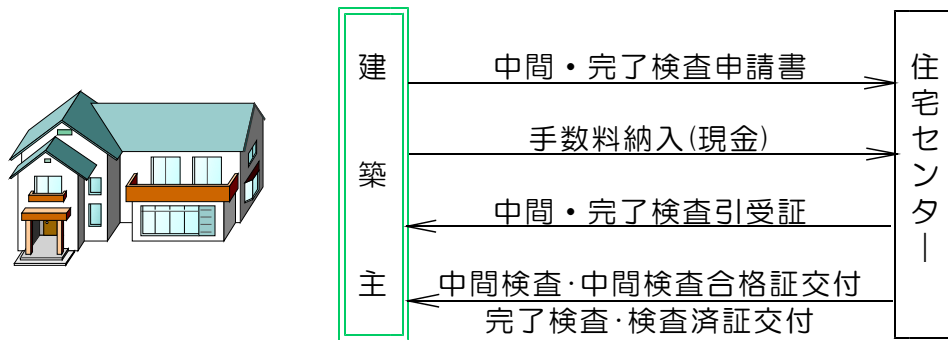 建築主
中間・完了検査申請書
手数料納入(現金)
中間・完了検査引受証
中間検査･中間検査合格証交付
完了検査･検査済証交付
住宅センター